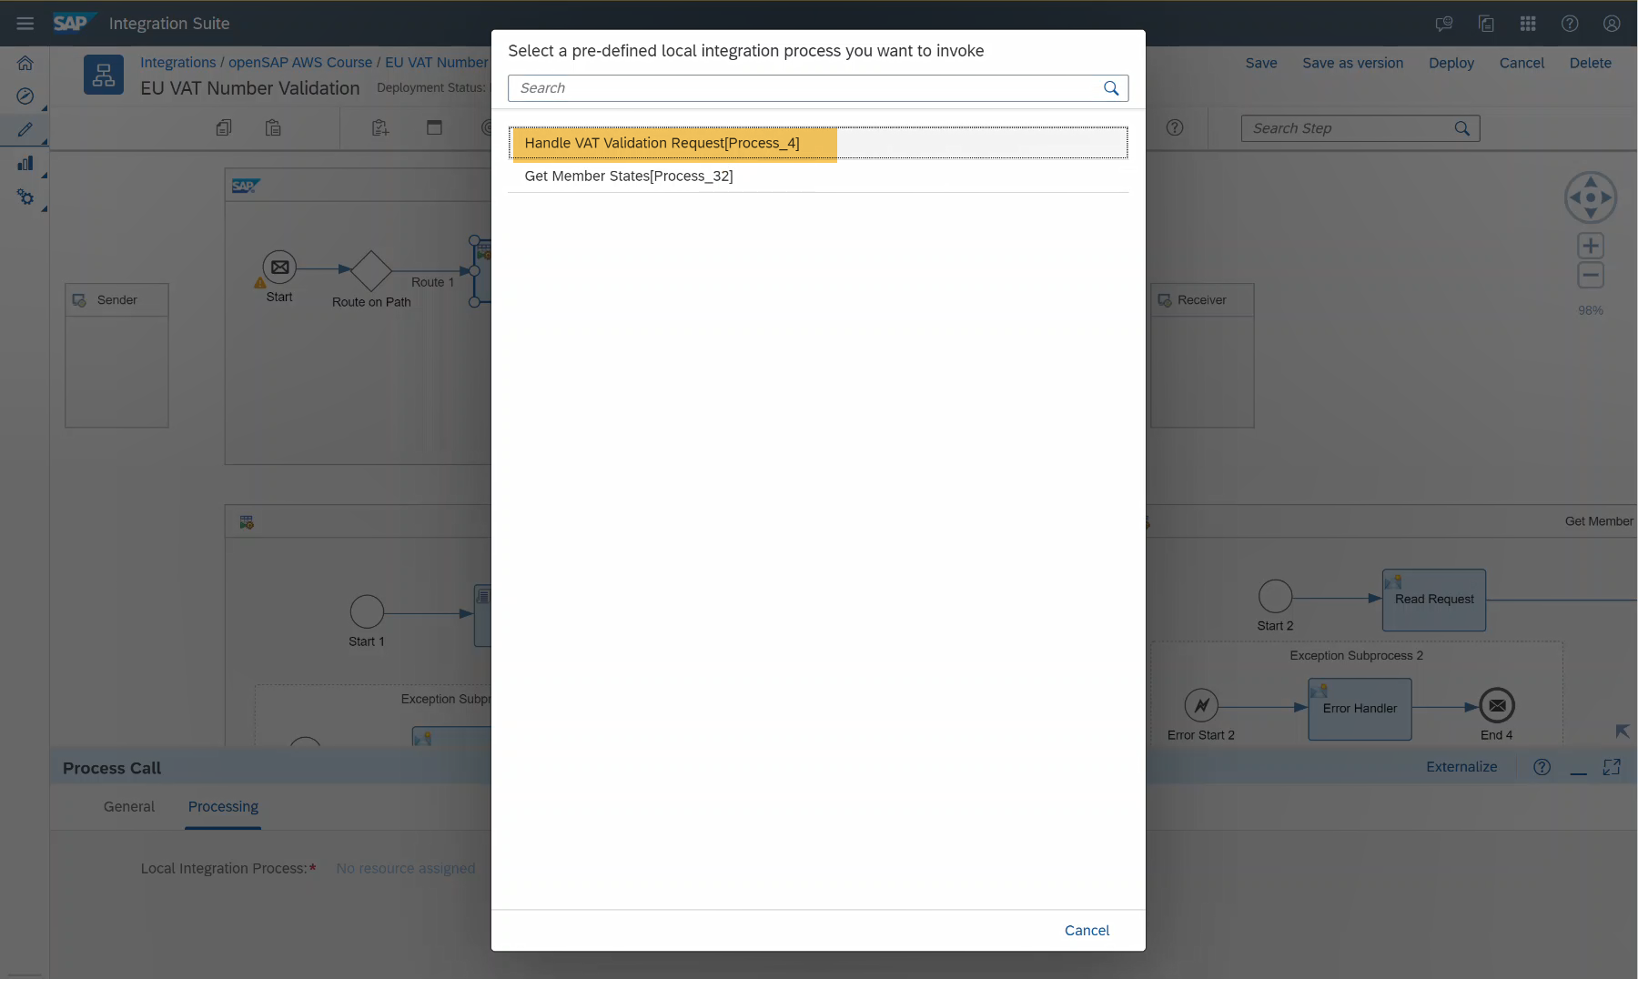 SAP Integration Suite
Integrations / openSAP AWS Course / EU VAT Number
EU VAT Number Validation
Deployment Status:
Save
Save as version
Deploy
Cancel
Delete
Search Step
Select a pre-defined local integration process you want to invoke
Search
Handle VAT Validation Request[Process_4]
Get Member States[Process_32]
Cancel
SAP
Start
Route on Path
Route 1
Sender
Receiver
98%
Get Member
Start 1
Exception Subpr
Start 2
Read Request
Exception Subprocess 2
Error Start 2
Error Handler
End 4
Process Call
Externalize
General
Processing
Local Integration Process:* No resource assigned